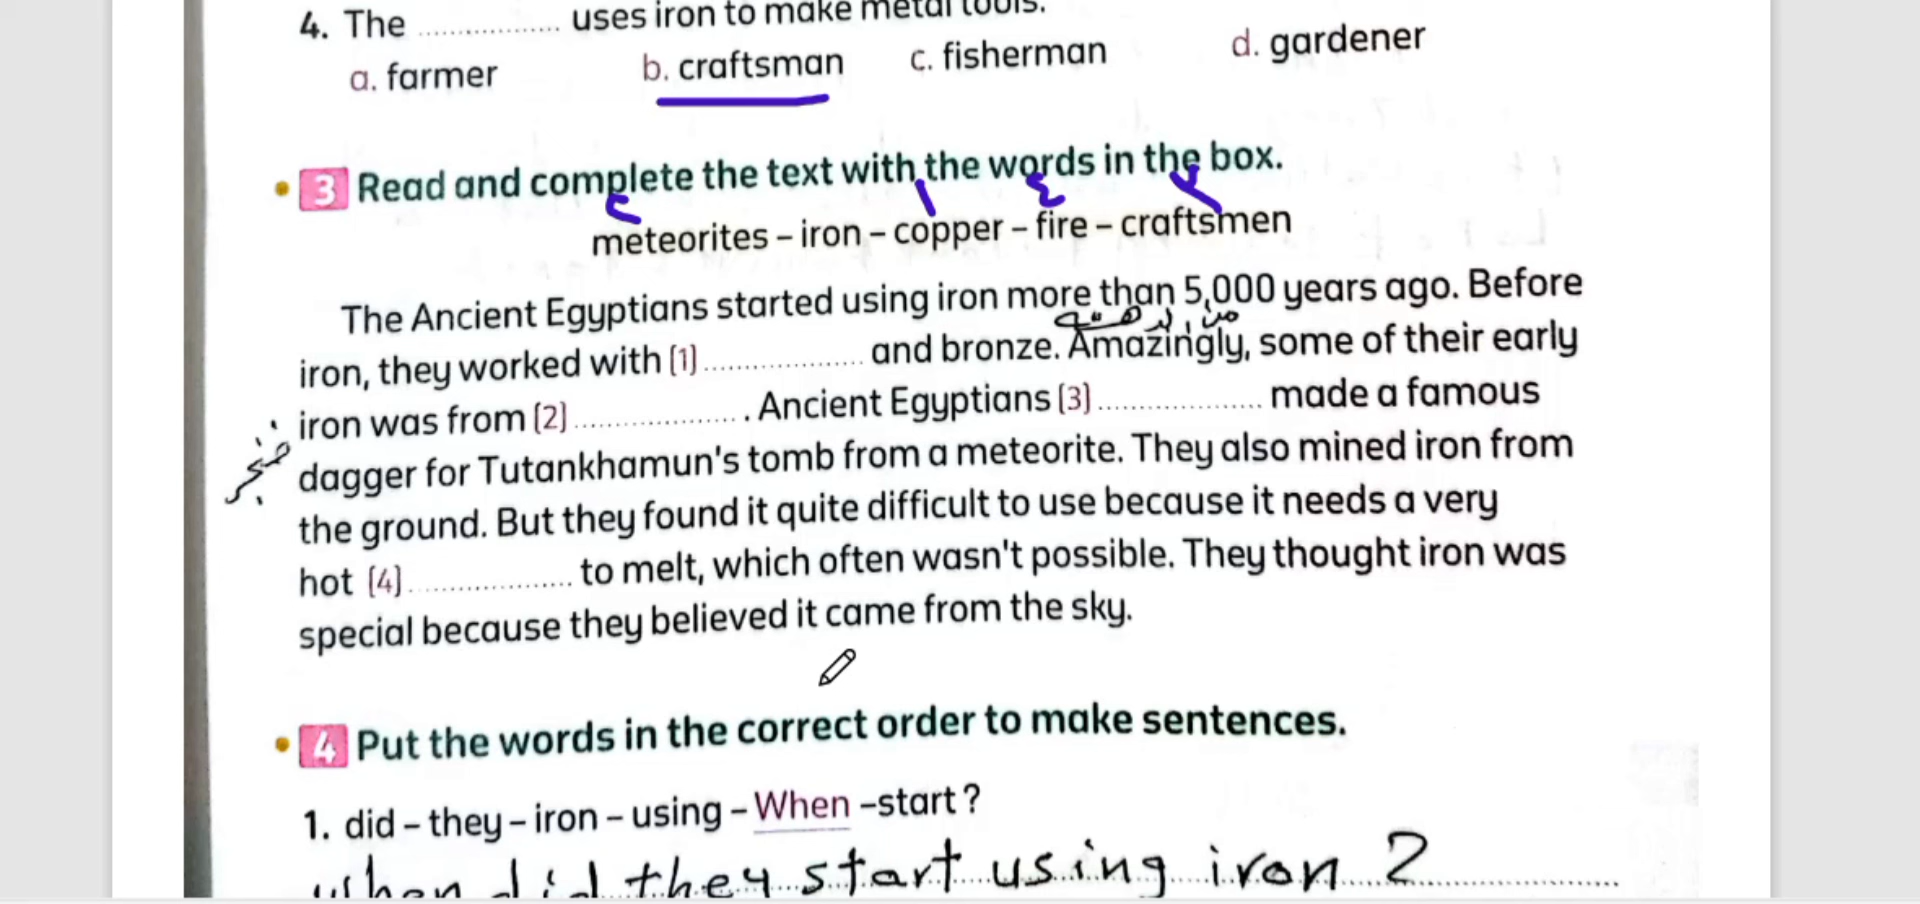 4. The ................ uses iron to make metal tools.
a. farmer b. craftsman c. fisherman d. gardener
3 Read and complete the text with the words in the box.
٢ ١ ٤ ٣
meteorites – iron – copper – fire – craftsmen
The Ancient Egyptians started using iron more than 5,000 years ago. Before
iron, they worked with (1) .................. and bronze. Amazingly, some of their early
iron was from (2) .................. . Ancient Egyptians (3) .................. made a famous
dagger for Tutankhamun's tomb from a meteorite. They also mined iron from
the ground. But they found it quite difficult to use because it needs a very
hot (4) .................. to melt, which often wasn't possible. They thought iron was
special because they believed it came from the sky.
4 Put the words in the correct order to make sentences.
1. did – they – iron – using – When –start ?
when did they start using iron ?